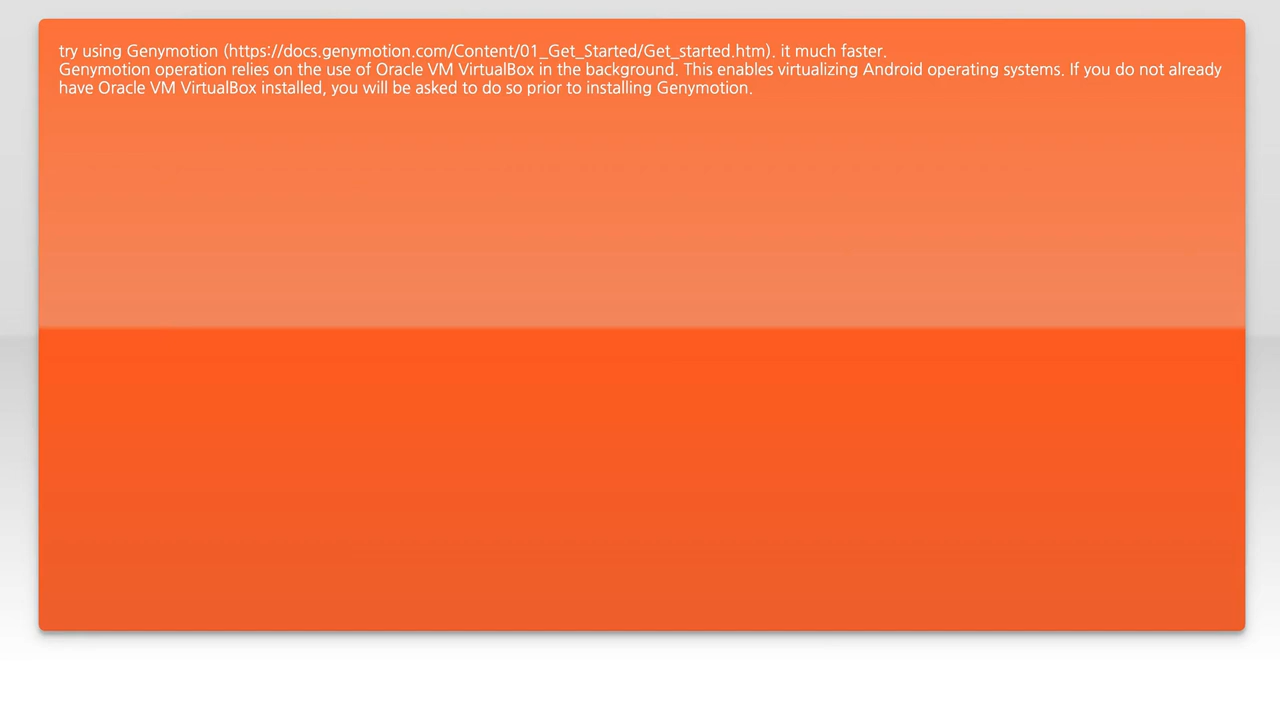 try using Genymotion (https://docs.genymotion.com/Content/01_Get_Started/Get_started.htm). it much faster.
Genymotion operation relies on the use of Oracle VM VirtualBox in the background. This enables virtualizing Android operating systems. If you do not already
have Oracle VM VirtualBox installed, you will be asked to do so prior to installing Genymotion.